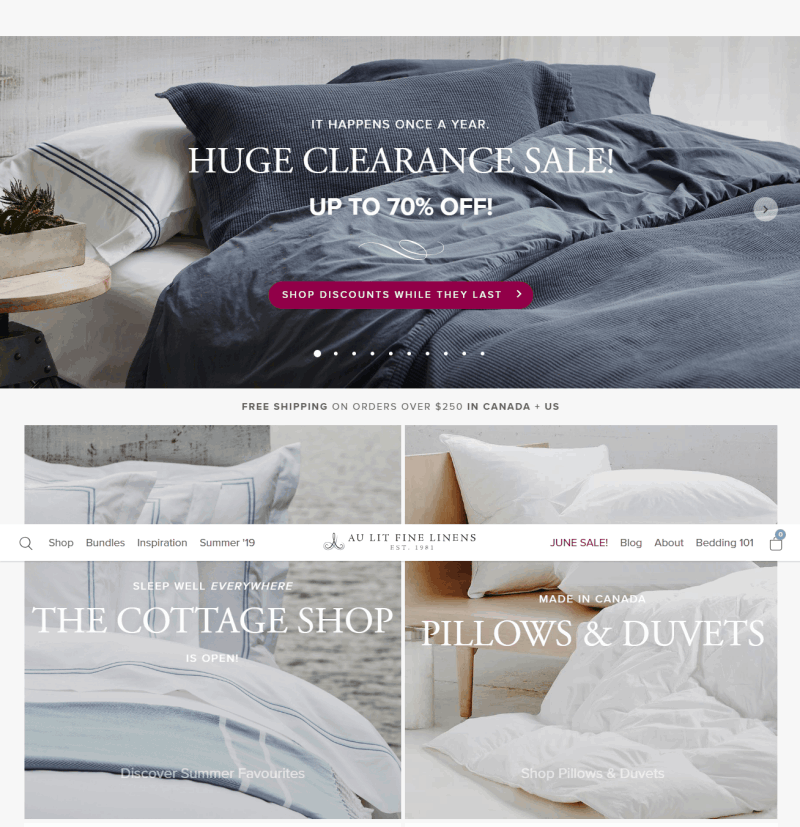 IT HAPPENS ONCE A YEAR.
HUGE CLEARANCE SALE!
UP TO 70% OFF!
SHOP DISCOUNTS WHILE THEY LAST
FREE SHIPPING ON ORDERS OVER $250 IN CANADA + US
Shop Bundles Inspiration Summer '19 AU LIT FINE LINENS JUNE SALE! Blog About Bedding 101 0
EST. 1981
SLEEP WELL EVERYWHERE
THE COTTAGE SHOP
IS OPEN!
Discover Summer Favourites
MADE IN CANADA
PILLOWS & DUVETS
Shop Pillows & Duvets